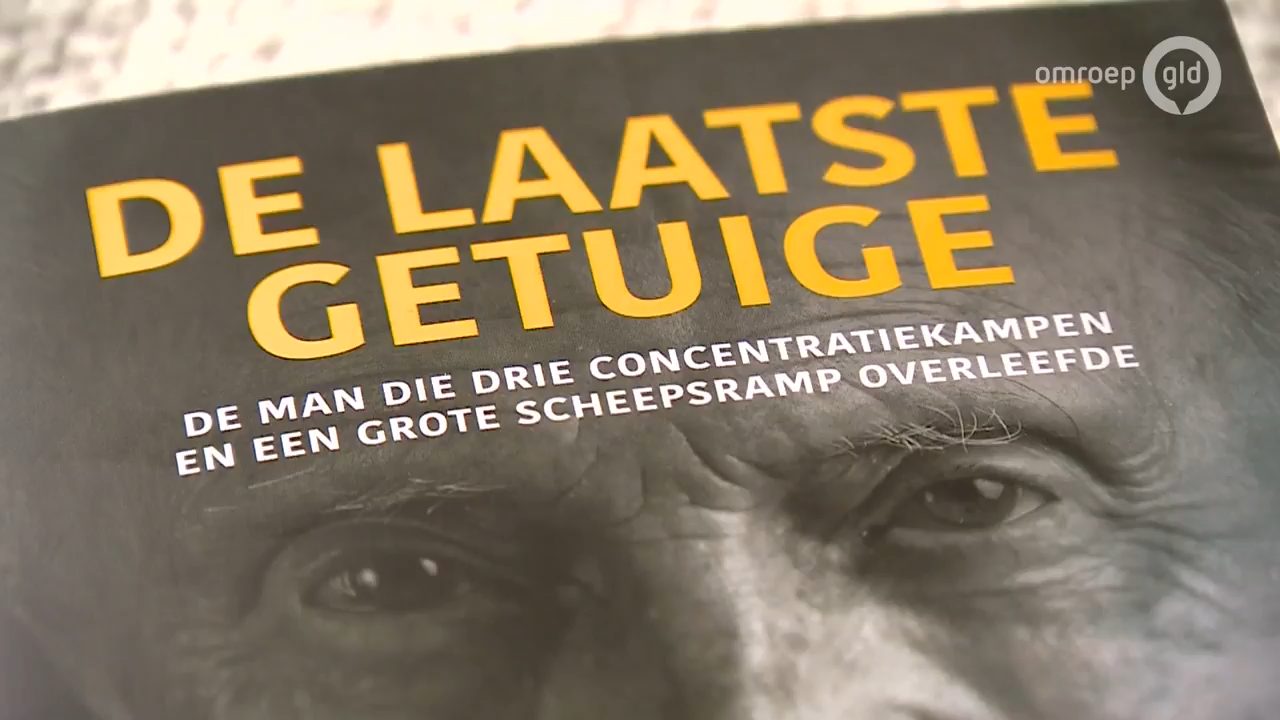 omroep gld
DE LAATSTE
GETUIGE
DE MAN DIE DRIE CONCENTRATIEKAMPEN
EN EEN GROTE SCHEEPSRAMP OVERLEEFDE